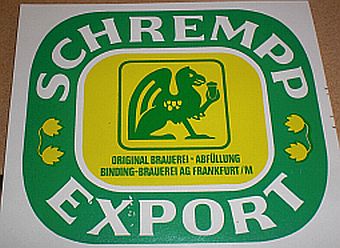 SCHREMPP
ORIGINAL BRAUEREI - ABFÜLLUNG
BINDING-BRAUEREI AG FRANKFURT/M
EXPORT